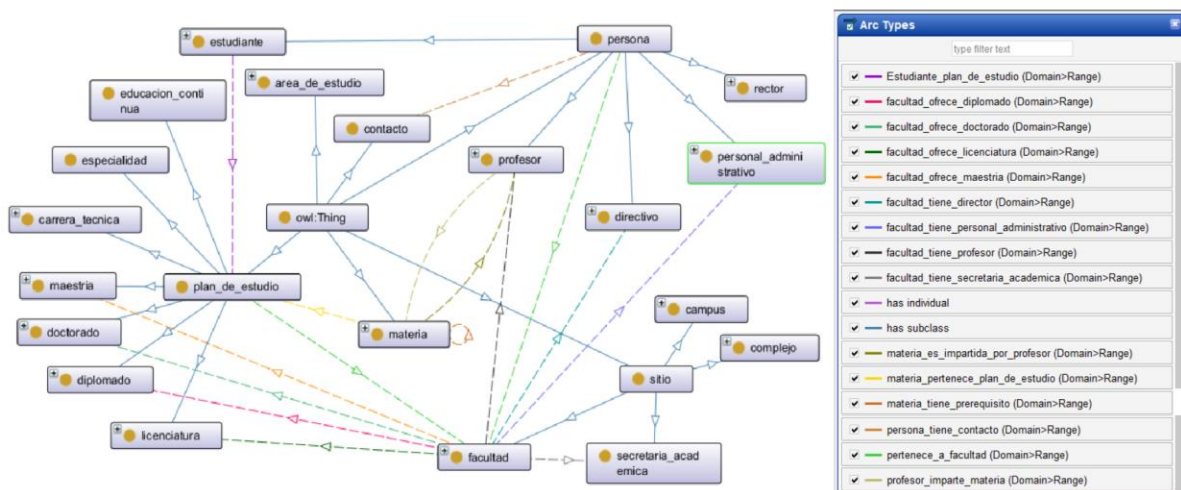 estudiante
persona
educacion_conti
nua
area_de_estudio
rector
contacto
especialidad
profesor
personal_admini
strativo
carrera_tecnica
owl:Thing
directivo
maestria
plan_de_estudio
doctorado
materia
campus
complejo
diplomado
sitio
licenciatura
facultad
secretaria_acad
emica
Arc Types
type filter text
Estudiante_plan_de_estudio (Domain>Range)
facultad_ofrece_diplomado (Domain>Range)
facultad_ofrece_doctorado (Domain>Range)
facultad_ofrece_licenciatura (Domain>Range)
facultad_ofrece_maestria (Domain>Range)
facultad_tiene_director (Domain>Range)
facultad_tiene_personal_administrativo (Domain>Range)
facultad_tiene_profesor (Domain>Range)
facultad_tiene_secretaria_academica (Domain>Range)
has individual
has subclass
materia_es_impartida_por_profesor (Domain>Range)
materia_pertenece_plan_de_estudio (Domain>Range)
materia_tiene_prerequisito (Domain>Range)
persona_tiene_contacto (Domain>Range)
pertenece_a_facultad (Domain>Range)
profesor_imparte_materia (Domain>Range)